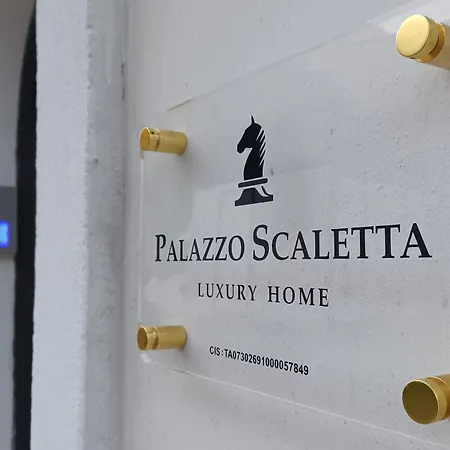 PALAZZO SCALETTA
LUXURY HOME
CIS:TA07302691000057849